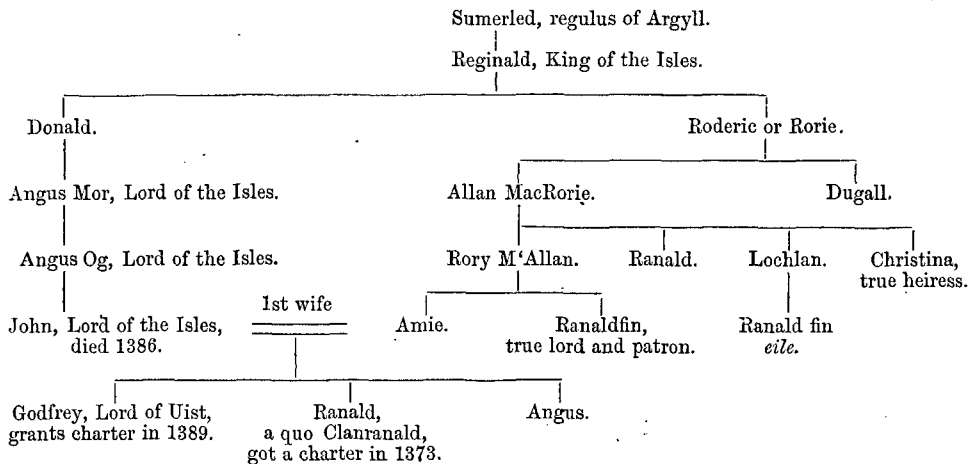 Sumerled, regulus of Argyll.
Reginald, King of the Isles.
Donald.
Roderic or Rorie.
Angus Mor, Lord of the Isles.
Allan MacRorie.
Dugall.
Angus Og, Lord of the Isles.
Rory M'Allan.
Ranald.
Lochlan.
Christina,
true heiress.
1st wife
John, Lord of the Isles,
died 1386.
Amie.
Ranaldfin,
true lord and patron.
Ranald fin
eile.
Godfrey, Lord of Uist,
grants charter in 1389.
Ranald,
a quo Clanranald,
got a charter in 1373.
Angus.